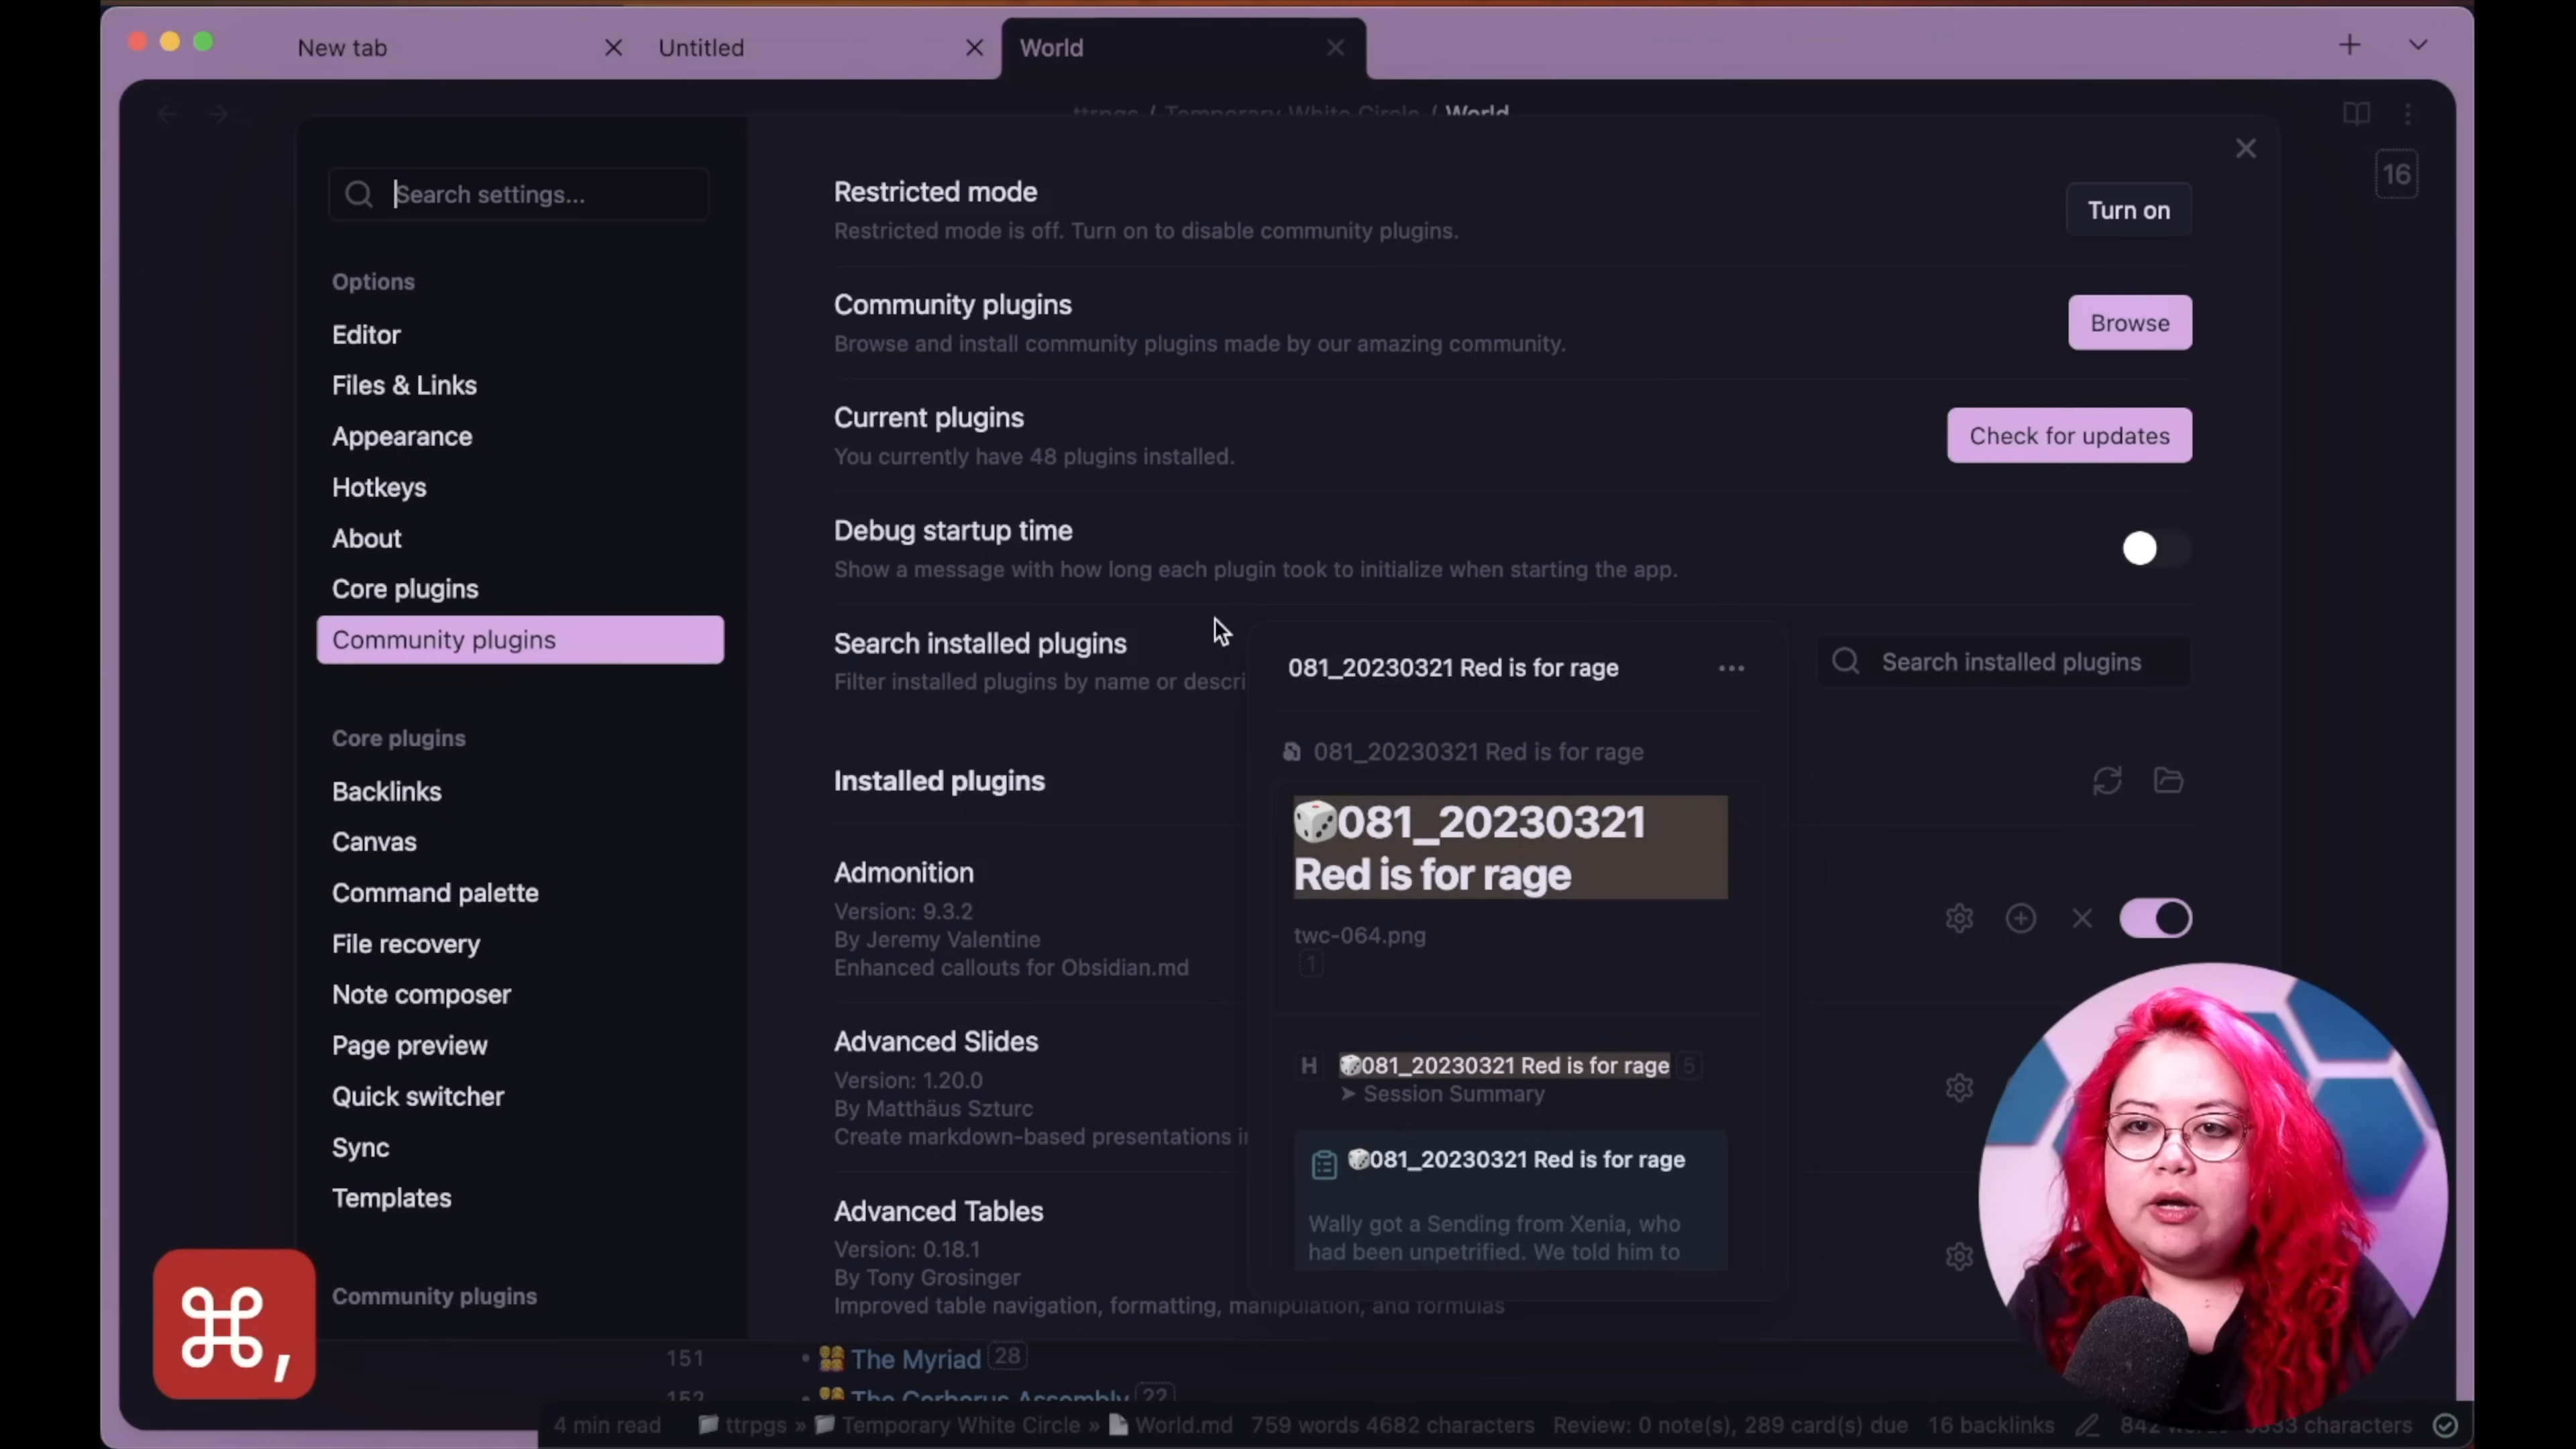 New tab
Untitled
World
ttrpgs / Temporary White Circle / World
16
Search settings...
Options
Editor
Files & Links
Appearance
Hotkeys
About
Core plugins
Community plugins
Core plugins
Backlinks
Canvas
Command palette
File recovery
Note composer
Page preview
Quick switcher
Sync
Templates
Community plugins
⌘,
Restricted mode
Restricted mode is off. Turn on to disable community plugins.
Turn on
Community plugins
Browse and install community plugins made by our amazing community.
Browse
Current plugins
You currently have 48 plugins installed.
Check for updates
Debug startup time
Show a message with how long each plugin took to initialize when starting the app.
Search installed plugins
Filter installed plugins by name or descri
Search installed plugins
Installed plugins
Admonition
Version: 9.3.2
By Jeremy Valentine
Enhanced callouts for Obsidian.md
Advanced Slides
Version: 1.20.0
By Matthäus Szturc
Create markdown-based presentations i
Advanced Tables
Version: 0.18.1
By Tony Grosinger
Improved table navigation, formatting, manipulation, and formulas
081_20230321 Red is for rage
081_20230321 Red is for rage
🎲081_20230321
Red is for rage
twc-064.png
1
H 🎲081_20230321 Red is for rage 5
➤ Session Summary
🎲081_20230321 Red is for rage
Wally got a Sending from Xenia, who
had been unpetrified. We told him to
151 • The Myriad 28
152 • The Cerberus Assembly 22
4 min read ttrpgs » Temporary White Circle » World.md 759 words 4682 characters Review: 0 note(s), 289 card(s) due 16 backlinks 842 characters